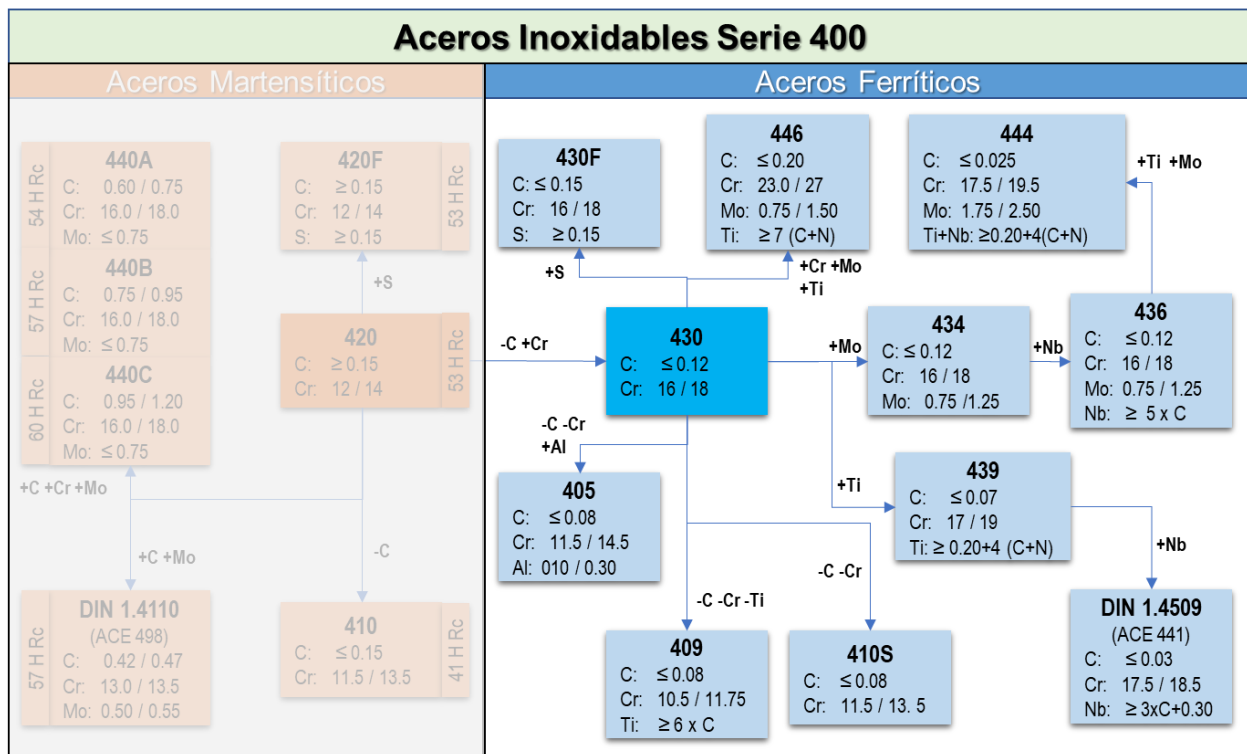 Aceros Inoxidables Serie 400
Aceros Martensíticos
440A
C: 0.60 / 0.75
Cr: 16.0 / 18.0
Mo: ≤ 0.75
54 H Rc
440B
C: 0.75 / 0.95
Cr: 16.0 / 18.0
Mo: ≤ 0.75
57 H Rc
440C
C: 0.95 / 1.20
Cr: 16.0 / 18.0
Mo: ≤ 0.75
60 H Rc
420F
C: ≥ 0.15
Cr: 12 / 14
S: ≥ 0.15
53 H Rc
+S
420
C: ≥ 0.15
Cr: 12 / 14
53 H Rc
+C +Cr +Mo
+C +Mo
-C
DIN 1.4110
(ACE 498)
C: 0.42 / 0.47
Cr: 13.0 / 13.5
Mo: 0.50 / 0.55
57 H Rc
410
C: ≤ 0.15
Cr: 11.5 / 13.5
41 H Rc
Aceros Ferríticos
430F
C: ≤ 0.15
Cr: 16 / 18
S: ≥ 0.15
446
C: ≤ 0.20
Cr: 23.0 / 27
Mo: 0.75 / 1.50
Ti: ≥ 7 (C+N)
444
C: ≤ 0.025
Cr: 17.5 / 19.5
Mo: 1.75 / 2.50
Ti+Nb: ≥0.20+4(C+N)
+Ti +Mo
+S
+Cr +Mo
+Ti
-C +Cr
430
C: ≤ 0.12
Cr: 16 / 18
+Mo
434
C: ≤ 0.12
Cr: 16 / 18
Mo: 0.75 /1.25
+Nb
436
C: ≤ 0.12
Cr: 16 / 18
Mo: 0.75 / 1.25
Nb: ≥ 5 x C
-C -Cr
+Al
405
C: ≤ 0.08
Cr: 11.5 / 14.5
Al: 010 / 0.30
+Ti
439
C: ≤ 0.07
Cr: 17 / 19
Ti: ≥ 0.20+4 (C+N)
+Nb
-C -Cr -Ti
-C -Cr
409
C: ≤ 0.08
Cr: 10.5 / 11.75
Ti: ≥ 6 x C
410S
C: ≤ 0.08
Cr: 11.5 / 13. 5
DIN 1.4509
(ACE 441)
C: ≤ 0.03
Cr: 17.5 / 18.5
Nb: ≥ 3xC+0.30